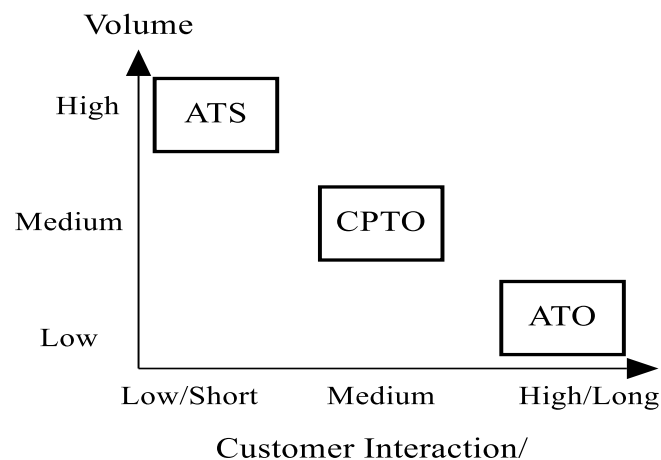 Volume
High
ATS
Medium
CPTO
ATO
Low
Low/Short Medium High/Long
Customer Interaction/